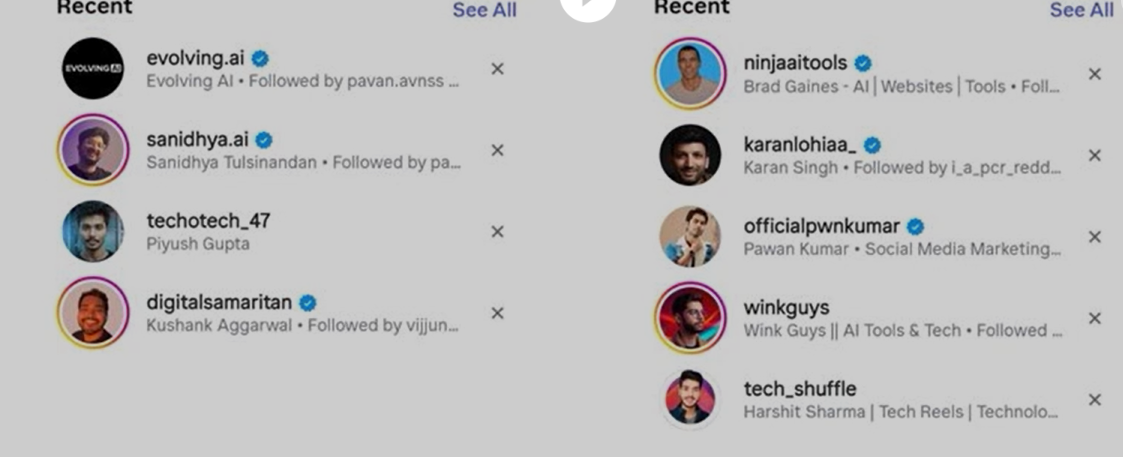 Recent
See All
EVOLVING AI
evolving.ai
Evolving AI • Followed by pavan.avnss ...
sanidhya.ai
Sanidhya Tulsinandan • Followed by pa...
techotech_47
Piyush Gupta
digitalsamaritan
Kushank Aggarwal • Followed by vijjun...
Recent
See All
ninjaaitools
Brad Gaines - AI | Websites | Tools • Foll...
karanlohiaa_
Karan Singh • Followed by i_a_pcr_redd...
officialpwnkumar
Pawan Kumar • Social Media Marketing...
winkguys
Wink Guys || AI Tools & Tech • Followed ...
tech_shuffle
Harshit Sharma | Tech Reels | Technolo...